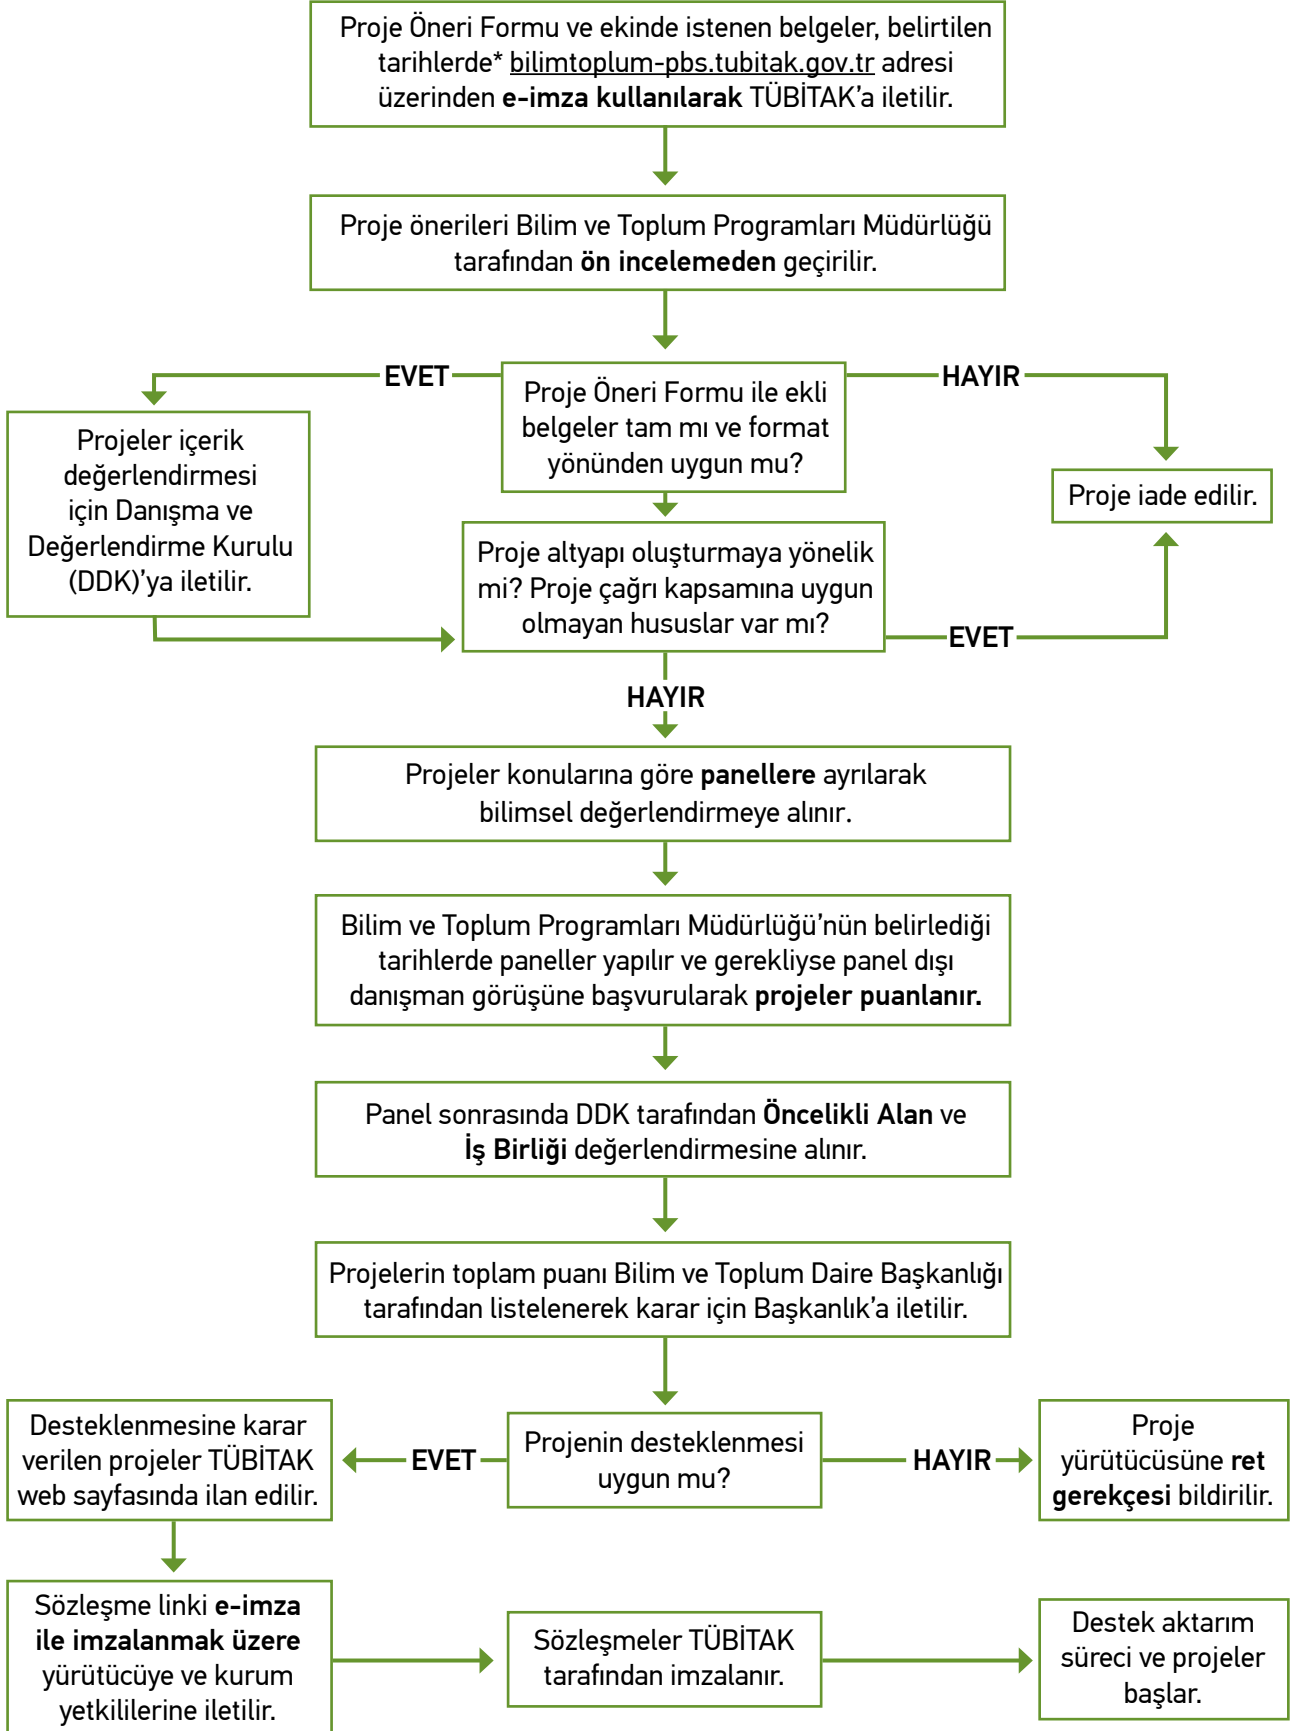 Proje Öneri Formu ve ekinde istenen belgeler, belirtilen
tarihlerde* bilimtoplum-pbs.tubitak.gov.tr adresi
üzerinden e-imza kullanılarak TÜBİTAK’a iletilir.
Proje önerileri Bilim ve Toplum Programları Müdürlüğü
tarafından ön incelemeden geçirilir.
EVET
HAYIR
Proje Öneri Formu ile ekli
belgeler tam mı ve format
yönünden uygun mu?
Projeler içerik
değerlendirmesi
için Danışma ve
Değerlendirme Kurulu
(DDK)’ya iletilir.
Proje iade edilir.
Proje altyapı oluşturmaya yönelik
mi? Proje çağrı kapsamına uygun
olmayan hususlar var mı?
EVET
HAYIR
Projeler konularına göre panellere ayrılarak
bilimsel değerlendirmeye alınır.
Bilim ve Toplum Programları Müdürlüğü’nün belirlediği
tarihlerde paneller yapılır ve gerekliyse panel dışı
danışman görüşüne başvurularak projeler puanlanır.
Panel sonrasında DDK tarafından Öncelikli Alan ve
İş Birliği değerlendirmesine alınır.
Projelerin toplam puanı Bilim ve Toplum Daire Başkanlığı
tarafından listelenerek karar için Başkanlık’a iletilir.
Desteklenmesine karar
verilen projeler TÜBİTAK
web sayfasında ilan edilir.
EVET
Projenin desteklenmesi
uygun mu?
HAYIR
Proje
yürütücüsüne ret
gerekçesi bildirilir.
Sözleşme linki e-imza
ile imzalanmak üzere
yürütücüye ve kurum
yetkililerine iletilir.
Sözleşmeler TÜBİTAK
tarafından imzalanır.
Destek aktarım
süreci ve projeler
başlar.